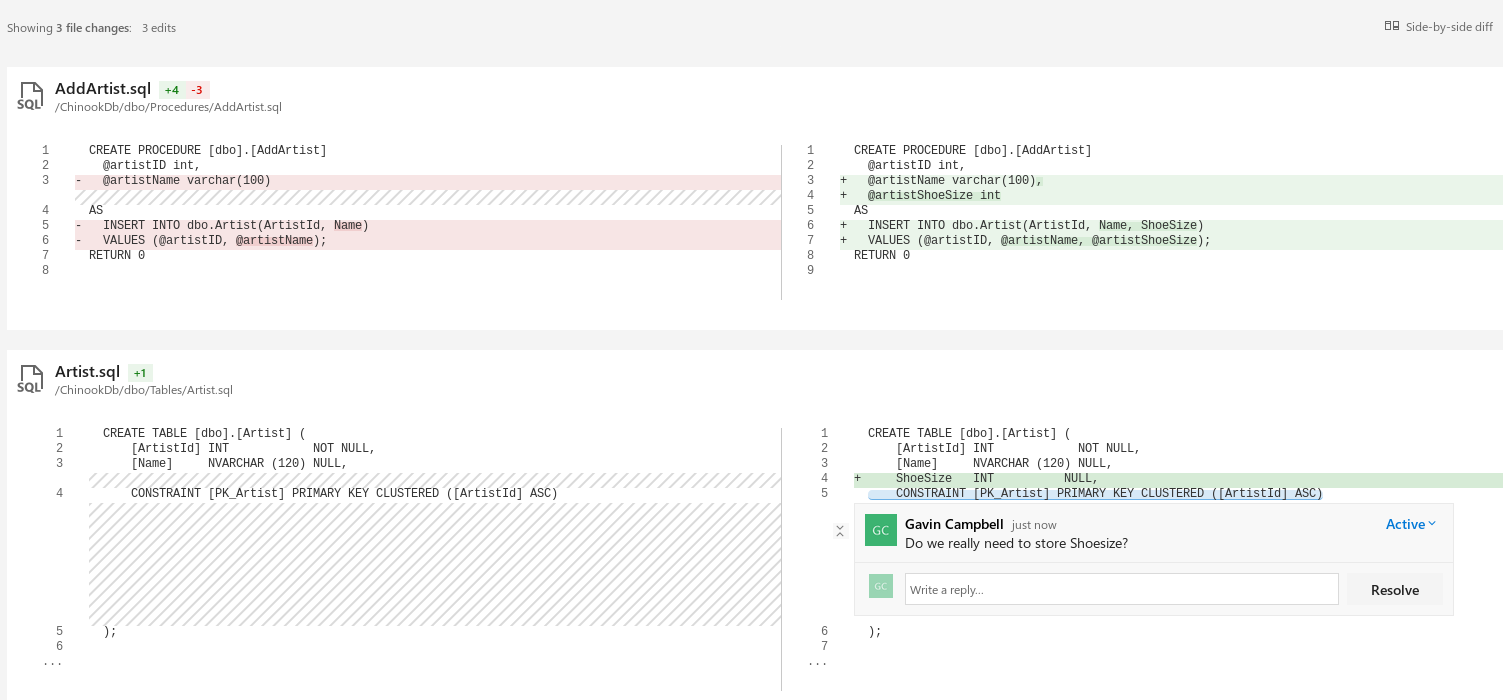 Showing 3 file changes: 3 edits
Side-by-side diff
SQL
AddArtist.sql +4 -3
/ChinookDb/dbo/Procedures/AddArtist.sql
1 CREATE PROCEDURE [dbo].[AddArtist]
2 @artistID int,
3 - @artistName varchar(100)
4 AS
5 - INSERT INTO dbo.Artist(ArtistId, Name)
6 - VALUES (@artistID, @artistName);
7 RETURN 0
8
1 CREATE PROCEDURE [dbo].[AddArtist]
2 @artistID int,
3 + @artistName varchar(100),
4 + @artistShoeSize int
5 AS
6 + INSERT INTO dbo.Artist(ArtistId, Name, ShoeSize)
7 + VALUES (@artistID, @artistName, @artistShoeSize);
8 RETURN 0
9
SQL
Artist.sql +1
/ChinookDb/dbo/Tables/Artist.sql
1 CREATE TABLE [dbo].[Artist] (
2 [ArtistId] INT NOT NULL,
3 [Name] NVARCHAR (120) NULL,
4 CONSTRAINT [PK_Artist] PRIMARY KEY CLUSTERED ([ArtistId] ASC)
5 );
6
...
1 CREATE TABLE [dbo].[Artist] (
2 [ArtistId] INT NOT NULL,
3 [Name] NVARCHAR (120) NULL,
4 + ShoeSize INT NULL,
5 CONSTRAINT [PK_Artist] PRIMARY KEY CLUSTERED ([ArtistId] ASC)
GC
Gavin Campbell just now
Active
Do we really need to store Shoesize?
GC
Write a reply...
Resolve
6 );
7
...